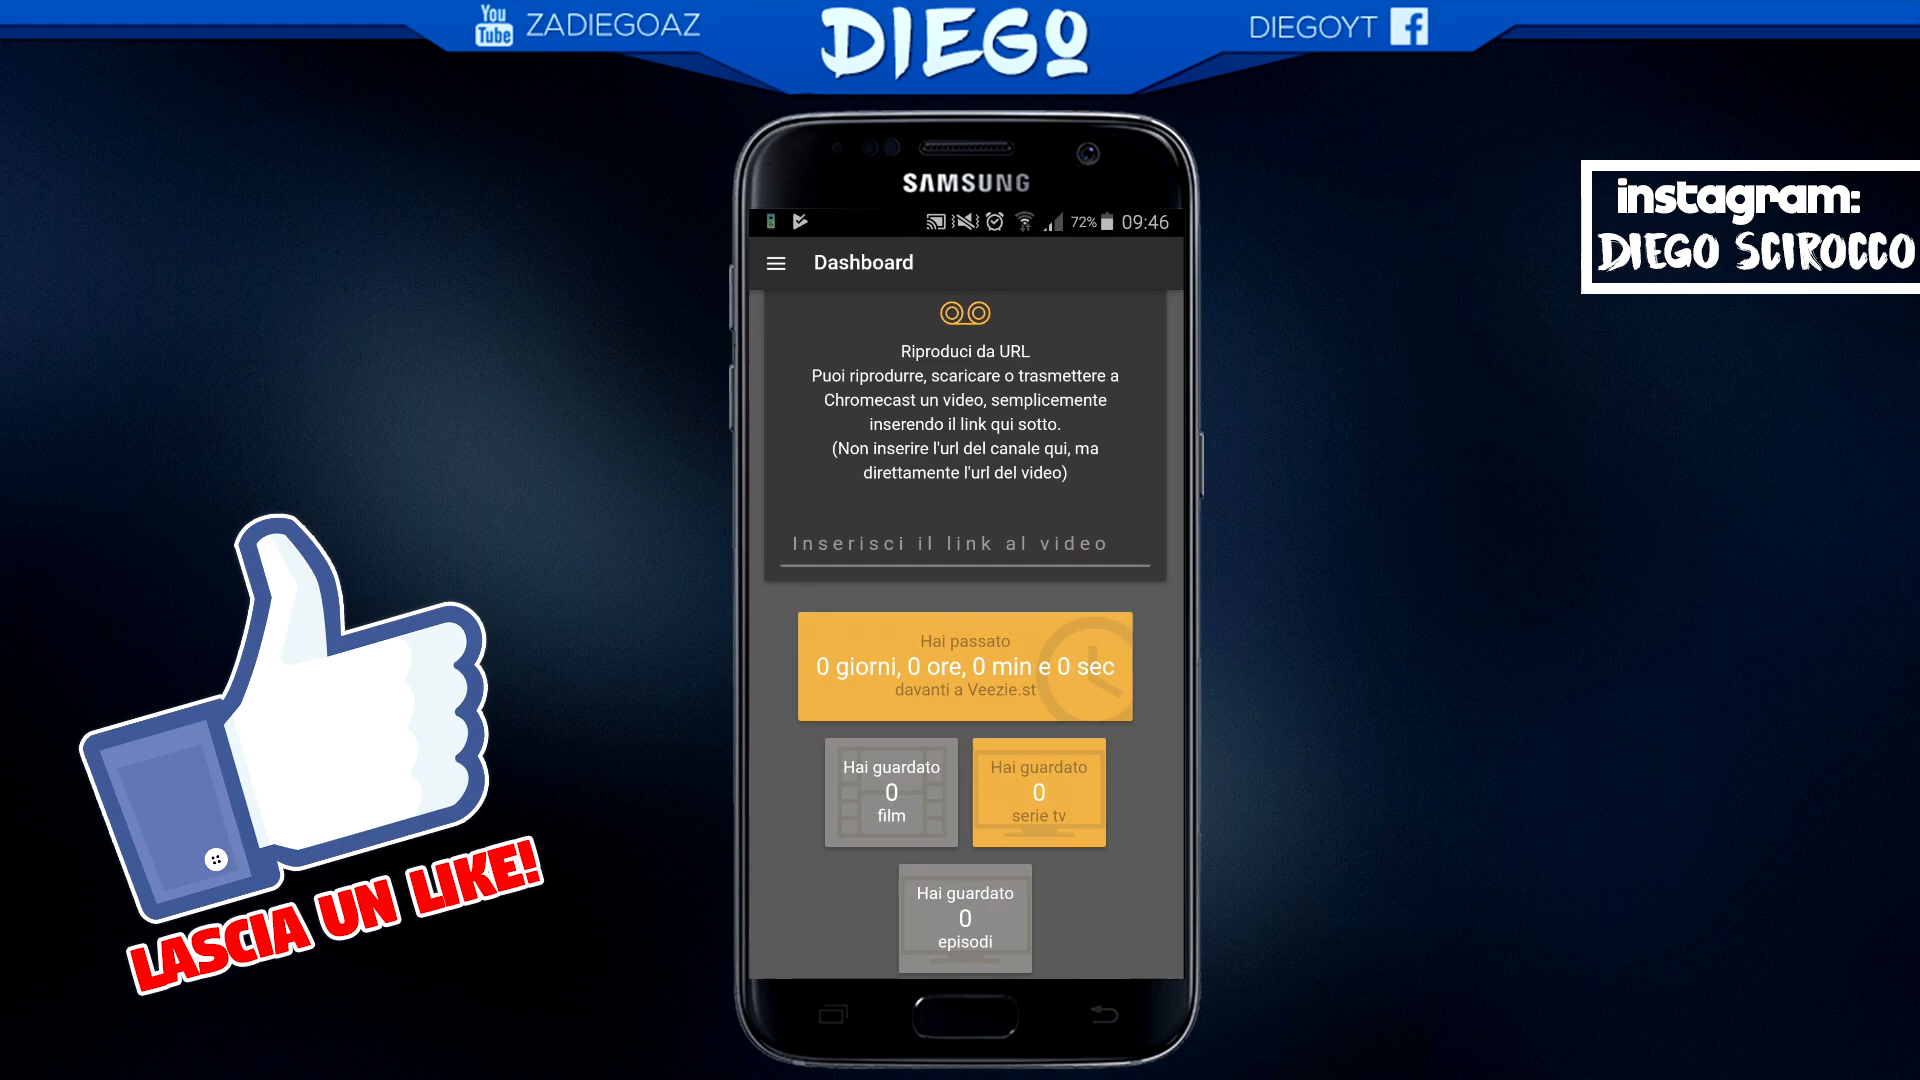 You
Tube
ZADIEGOAZ
DIEGO
DIEGOYT
f
instagram:
DIEGO SCIROCCO
SAMSUNG
72% 09:46
Dashboard
Riproduci da URL
Puoi riprodurre, scaricare o trasmettere a
Chromecast un video, semplicemente
inserendo il link qui sotto.
(Non inserire l'url del canale qui, ma
direttamente l'url del video)
Inserisci il link al video
Hai passato
0 giorni, 0 ore, 0 min e 0 sec
davanti a Veezie.st
Hai guardato
0
film
Hai guardato
0
serie tv
Hai guardato
0
episodi
LASCIA UN LIKE!